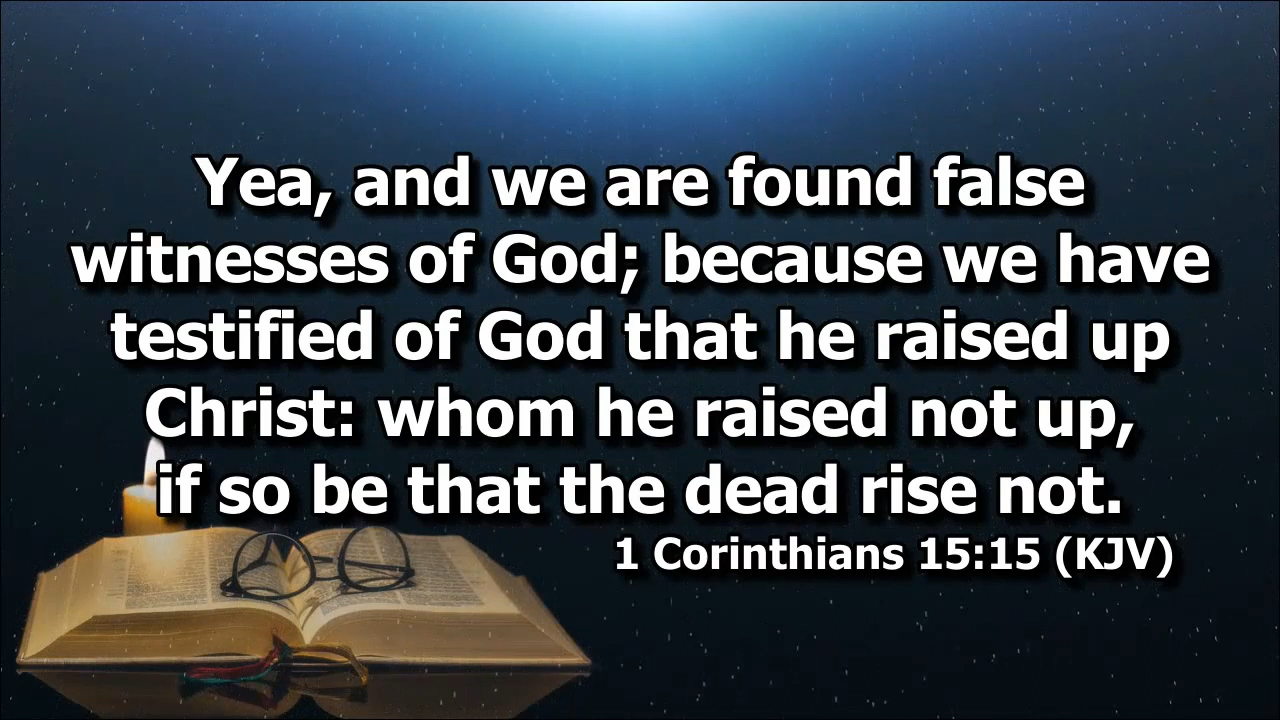 Yea, and we are found false
witnesses of God; because we have
testified of God that he raised up
Christ: whom he raised not up,
if so be that the dead rise not.
1 Corinthians 15:15 (KJV)